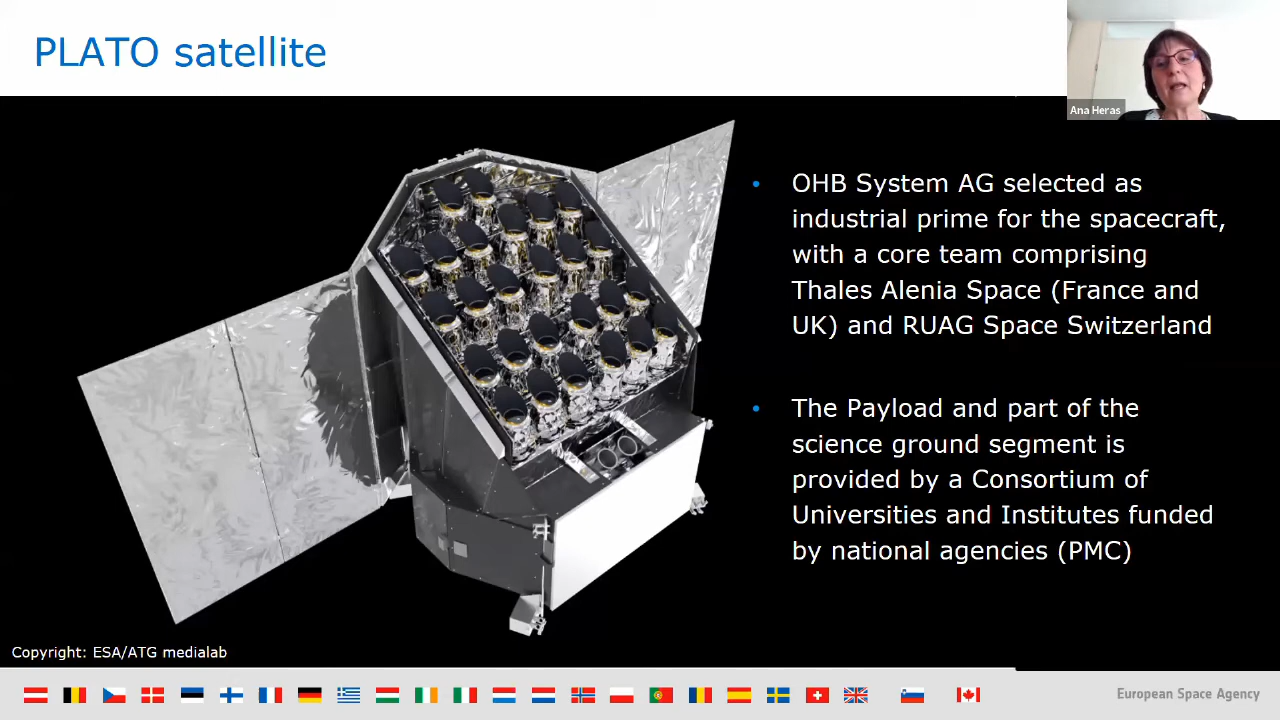 PLATO satellite
Ana Heras
• OHB System AG selected as
industrial prime for the spacecraft,
with a core team comprising
Thales Alenia Space (France and
UK) and RUAG Space Switzerland
• The Payload and part of the
science ground segment is
provided by a Consortium of
Universities and Institutes funded
by national agencies (PMC)
Copyright: ESA/ATG medialab
European Space Agency